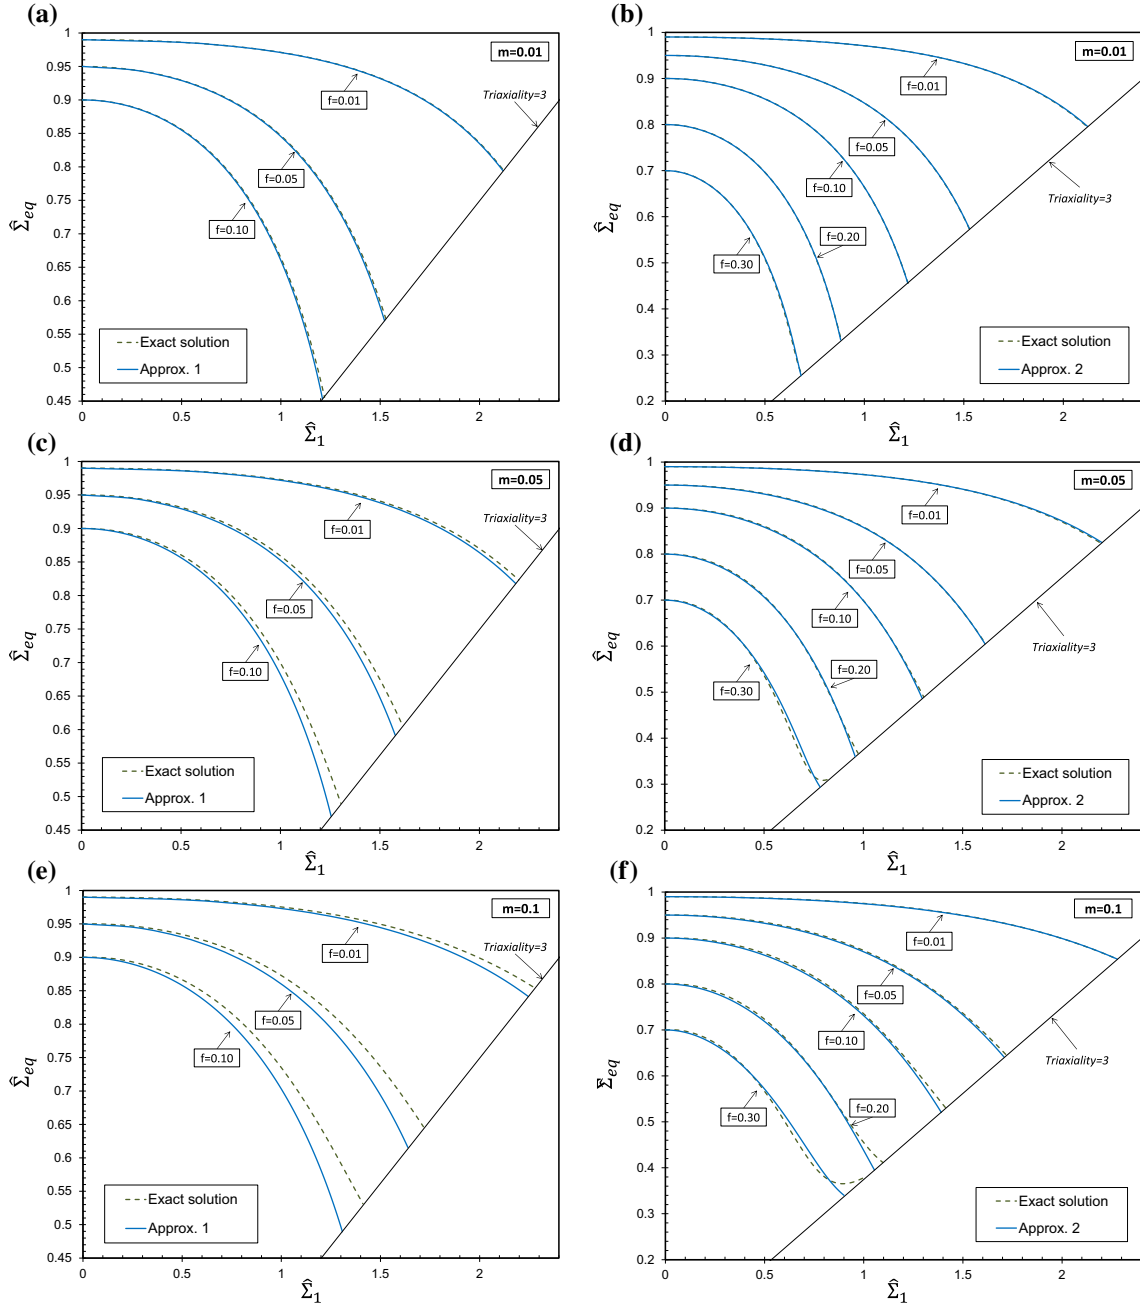 (a)
m=0.01
1
0.95
0.9
0.85
0.8
0.75
0.7
0.65
0.6
0.55
0.5
0.45
Σ̂eq
Triaxiality=3
f=0.01
f=0.05
f=0.10
Exact solution
Approx. 1
0
0.5
1
1.5
2
Σ̂1
(b)
m=0.01
1
0.9
0.8
0.7
0.6
0.5
0.4
0.3
0.2
Σ̂eq
f=0.01
f=0.05
f=0.10
Triaxiality=3
f=0.20
f=0.30
Exact solution
Approx. 2
0
0.5
1
1.5
2
Σ̂1
(c)
m=0.05
1
0.95
0.9
0.85
0.8
0.75
0.7
0.65
0.6
0.55
0.5
0.45
Σ̂eq
Triaxiality=3
f=0.01
f=0.05
f=0.10
Exact solution
Approx. 1
0
0.5
1
1.5
2
Σ̂1
(d)
m=0.05
1
0.9
0.8
0.7
0.6
0.5
0.4
0.3
0.2
Σ̂eq
f=0.01
f=0.05
f=0.10
Triaxiality=3
f=0.20
f=0.30
Exact solution
Approx. 2
0
0.5
1
1.5
2
Σ̂1
(e)
m=0.1
1
0.95
0.9
0.85
0.8
0.75
0.7
0.65
0.6
0.55
0.5
0.45
Σ̂eq
Triaxiality=3
f=0.01
f=0.05
f=0.10
Exact solution
Approx. 1
0
0.5
1
1.5
2
Σ̂1
(f)
m=0.1
1
0.9
0.8
0.7
0.6
0.5
0.4
0.3
0.2
Σ̄eq
f=0.01
f=0.05
f=0.10
Triaxiality=3
f=0.20
f=0.30
Exact solution
Approx. 2
0
0.5
1
1.5
2
Σ̂1